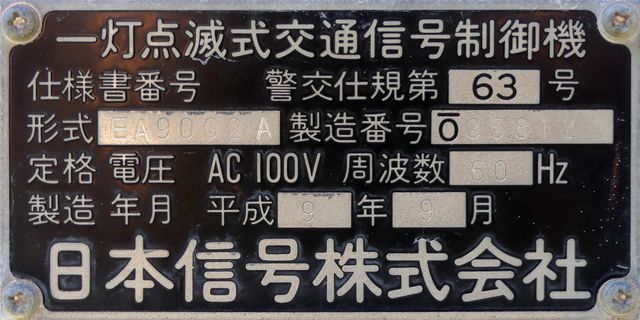 一灯点滅式交通信号制御機
仕様書番号 警交仕規第 63 号
形式 EA9062A 製造番号
定格 電圧 AC 100V 周波数 60 Hz
製造 年月 平成 9 年 9 月
日本信号株式会社